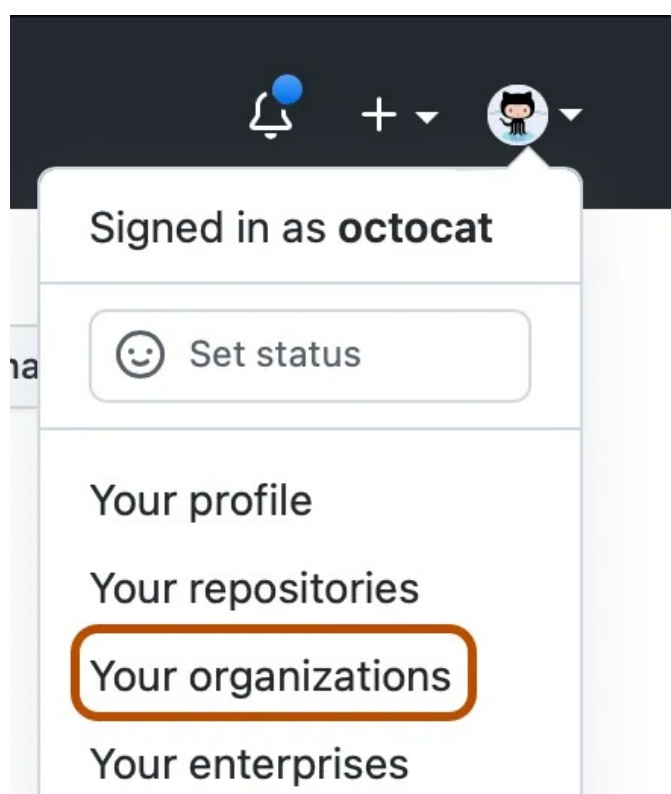 Signed in as octocat
Set status
Your profile
Your repositories
Your organizations
Your enterprises